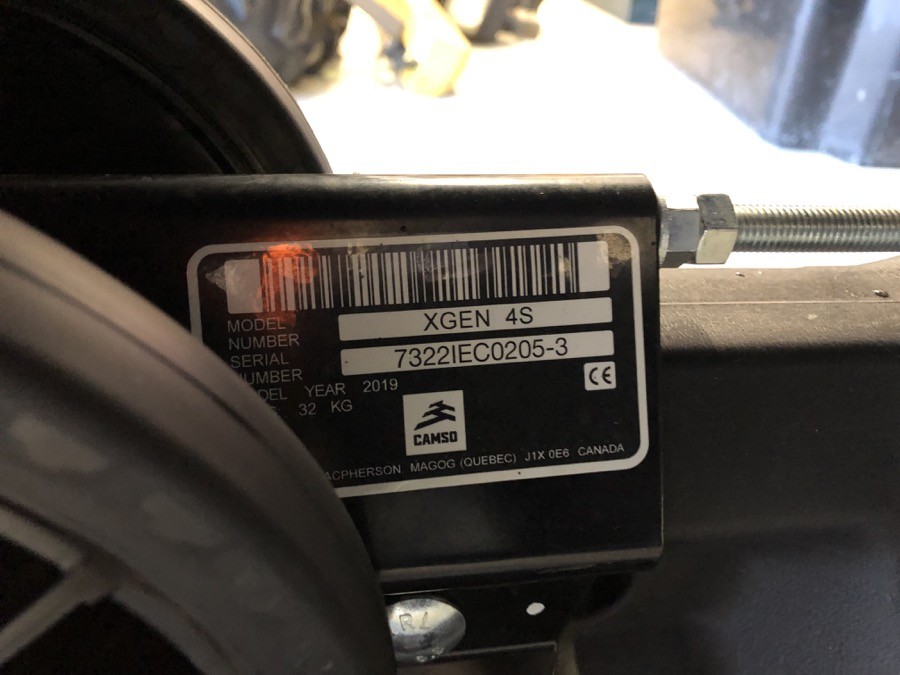 MODEL NUMBER XGEN 4S
SERIAL NUMBER 7322IEC0205-3
MODEL YEAR 2019
32 KG
CE
CAMSO
MAGOG (QUEBEC) J1X 0E6 CANADA